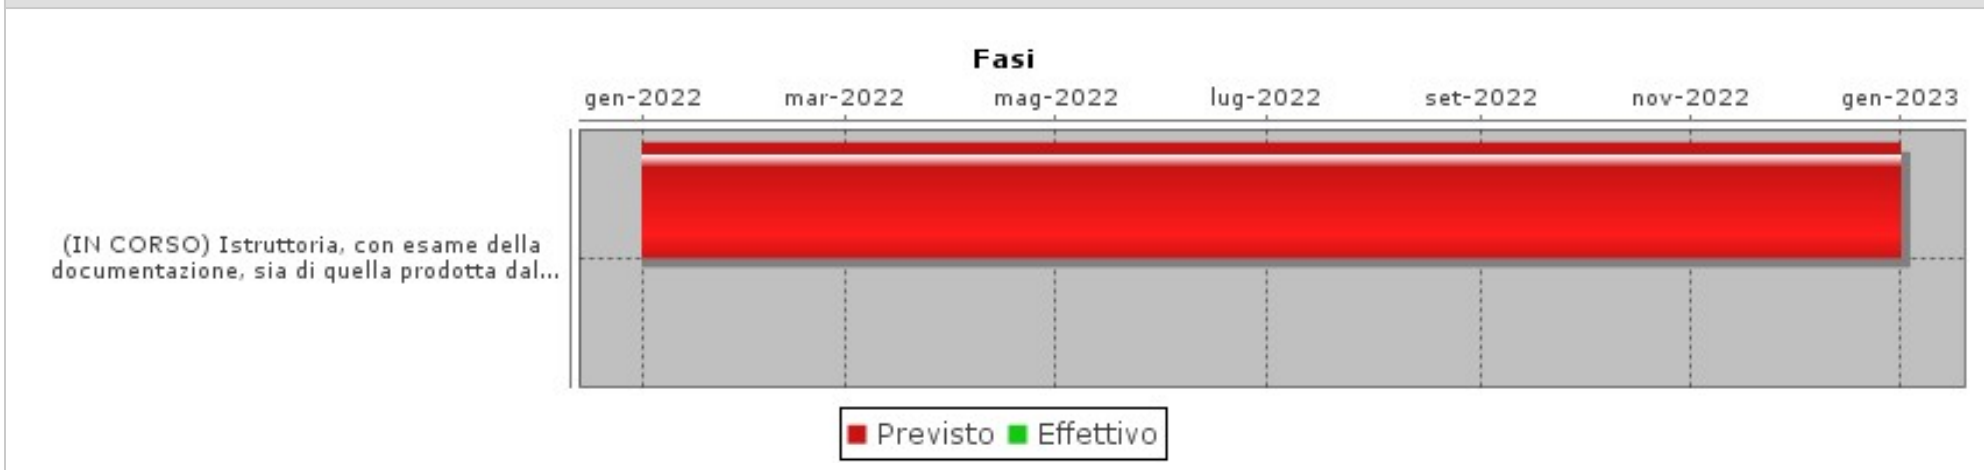 Fasi
gen-2022 mar-2022 mag-2022 lug-2022 set-2022 nov-2022 gen-2023
(IN CORSO) Istruttoria, con esame della
documentazione, sia di quella prodotta dal...
Previsto Effettivo